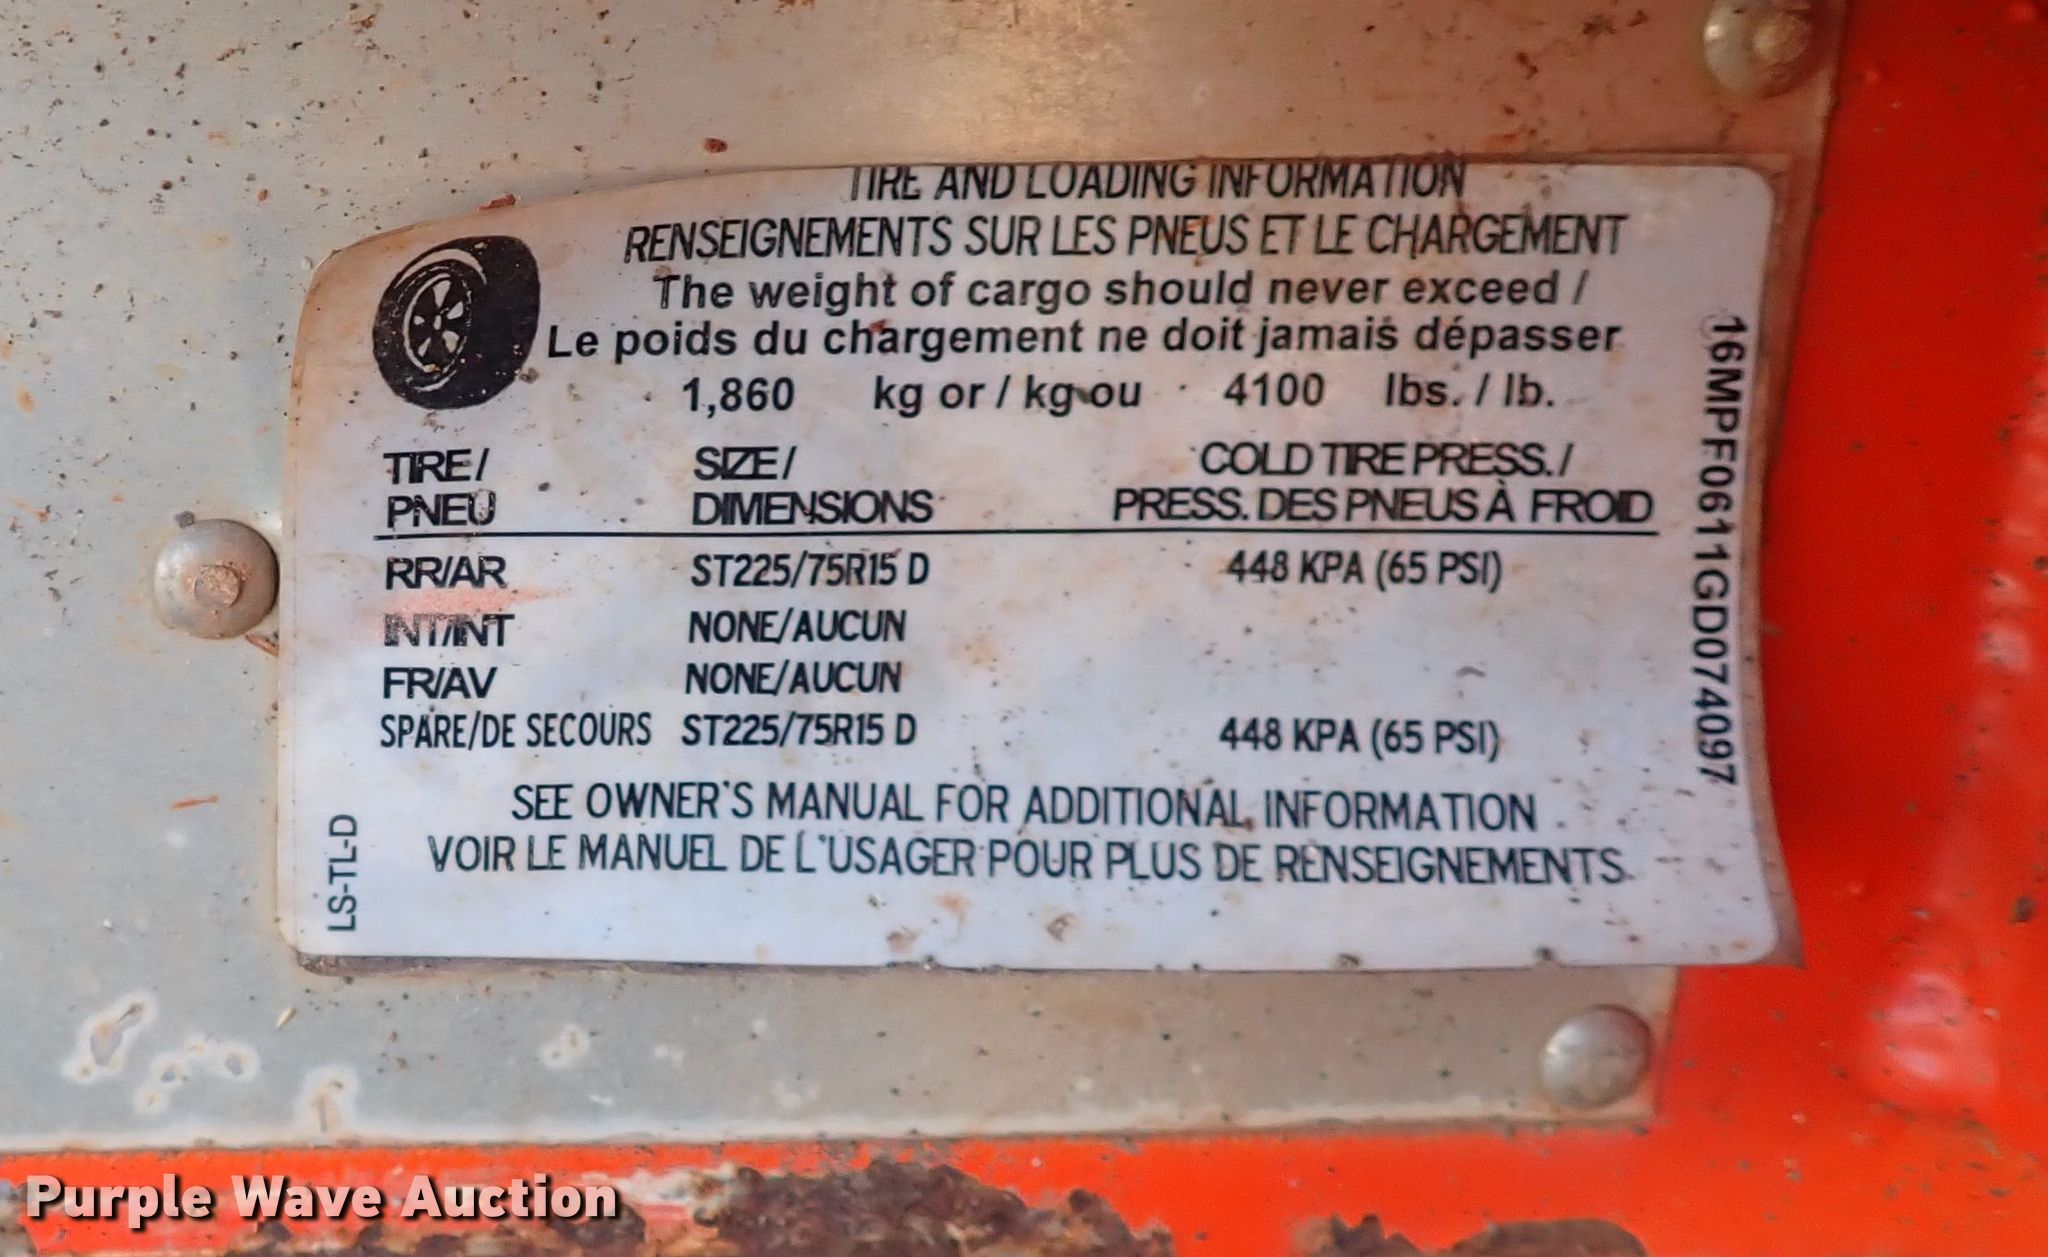 TIRE AND LOADING INFORMATION
RENSEIGNEMENTS SUR LES PNEUS ET LE CHARGEMENT
The weight of cargo should never exceed /
Le poids du chargement ne doit jamais dépasser
1,860 kg or / kg ou 4100 lbs. / lb.
TIRE/ SIZE/ COLD TIRE PRESS. /
PNEU DIMENSIONS PRESS. DES PNEUS À FROID
RR/AR ST225/75R15 D 448 KPA (65 PSI)
INT/INT NONE/AUCUN
FR/AV NONE/AUCUN
SPARE/DE SECOURS ST225/75R15 D 448 KPA (65 PSI)
SEE OWNER'S MANUAL FOR ADDITIONAL INFORMATION
VOIR LE MANUEL DE L'USAGER POUR PLUS DE RENSEIGNEMENTS
LS-TL-D
16MPF0611GD074097
Purple Wave Auction